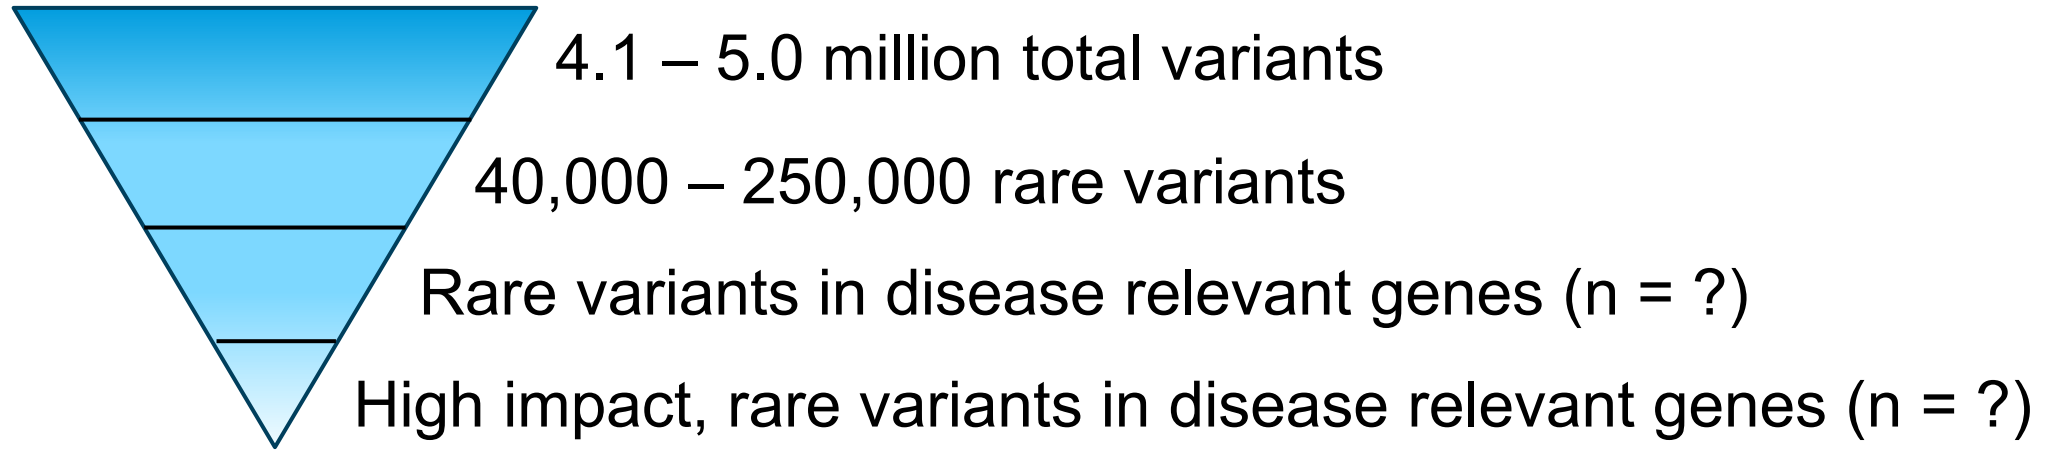 4.1 – 5.0 million total variants
40,000 – 250,000 rare variants
Rare variants in disease relevant genes (n = ?)
High impact, rare variants in disease relevant genes (n = ?)